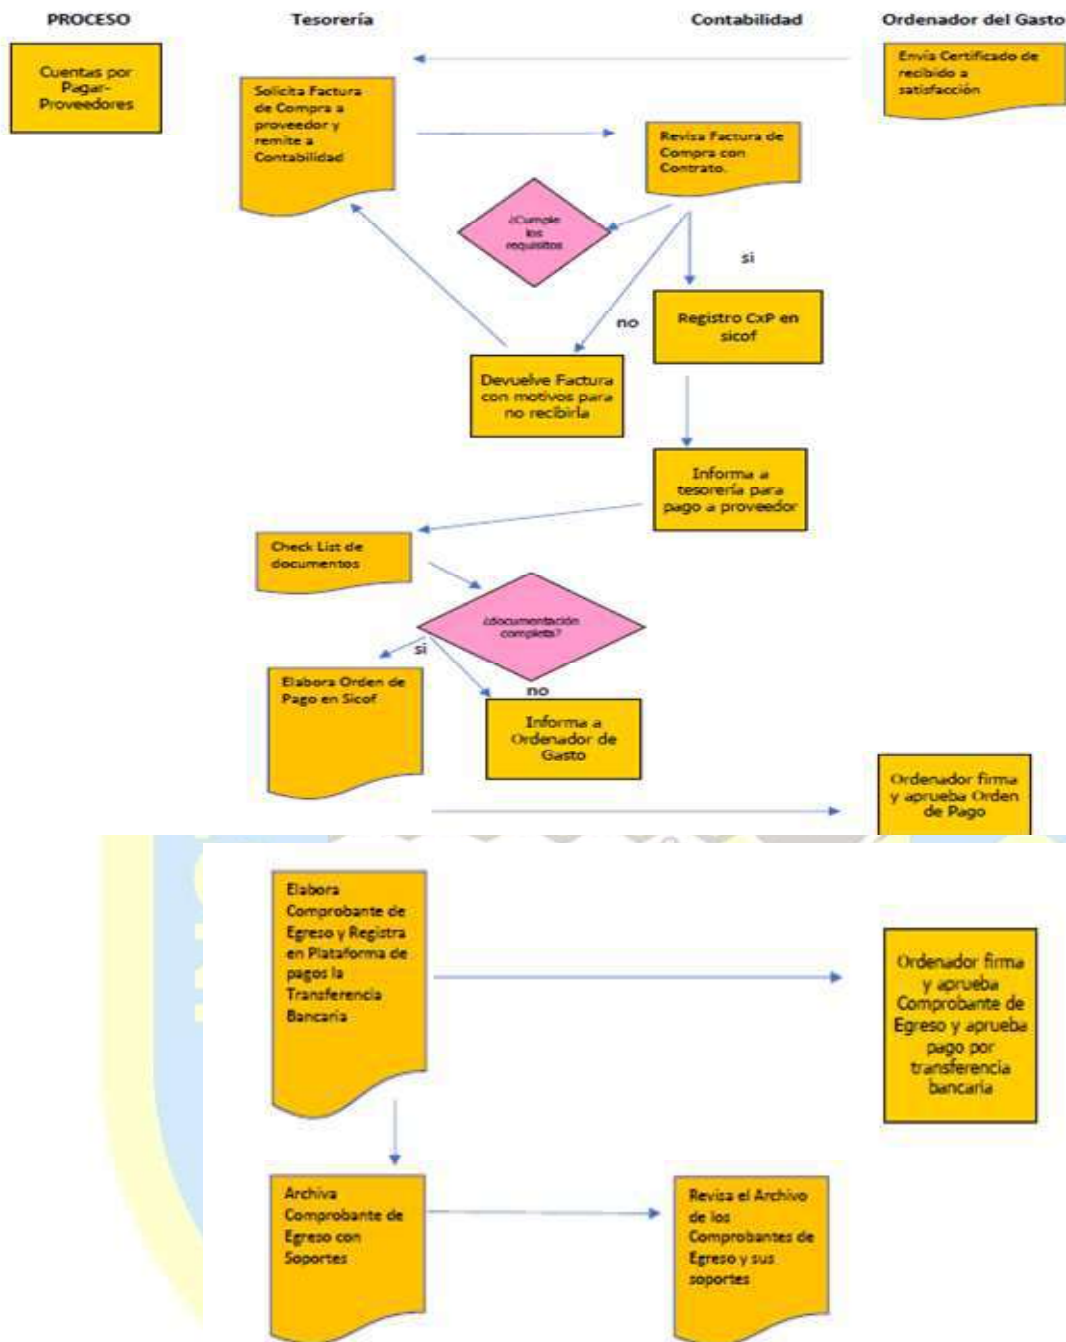 PROCESO
Tesorería
Contabilidad
Ordenador del Gasto
Cuentas por
Pagar-
Proveedores
Solicita Factura
de Compra a
proveedor y
remite a
Contabilidad
Revisa Factura de
Compra con
Contrato.
Envía Certificado de
recibido a
satisfacción
¿Cumple
los
requisitos
si
no
Registro CxP en
sicof
Devuelve Factura
con motivos para
no recibirla
Informa a
tesorería para
pago a proveedor
Check List de
documentos
¿documentación
completa?
si
no
Elabora Orden de
Pago en Sicof
Informa a
Ordenador de
Gasto
Ordenador firma
y aprueba Orden
de Pago
Elabora
Comprobante de
Egreso y Registra
en Plataforma de
pagos la
Transferencia
Bancaria
Ordenador firma
y aprueba
Comprobante de
Egreso y aprueba
pago por
transferencia
bancaria
Archiva
Comprobante de
Egreso con
Soportes
Revisa el Archivo
de los
Comprobantes de
Egreso y sus
soportes